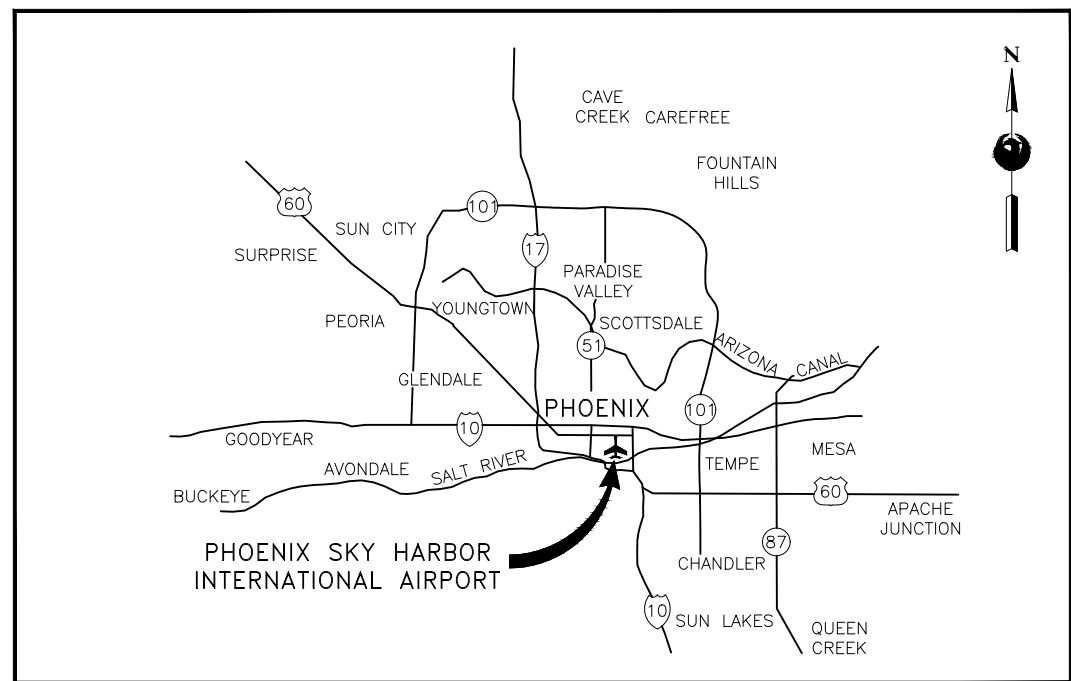 N
CAVE
CREEK CAREFREE
FOUNTAIN
HILLS
60
101
SUN CITY
17
SURPRISE
PARADISE
VALLEY
YOUNGTOWN
PEORIA
SCOTTSDALE
51
ARIZONA CANAL
GLENDALE
PHOENIX
101
10
GOODYEAR
MESA
AVONDALE
SALT RIVER
TEMPE
BUCKEYE
60
APACHE
JUNCTION
87
PHOENIX SKY HARBOR
INTERNATIONAL AIRPORT
CHANDLER
10
SUN LAKES
QUEEN
CREEK